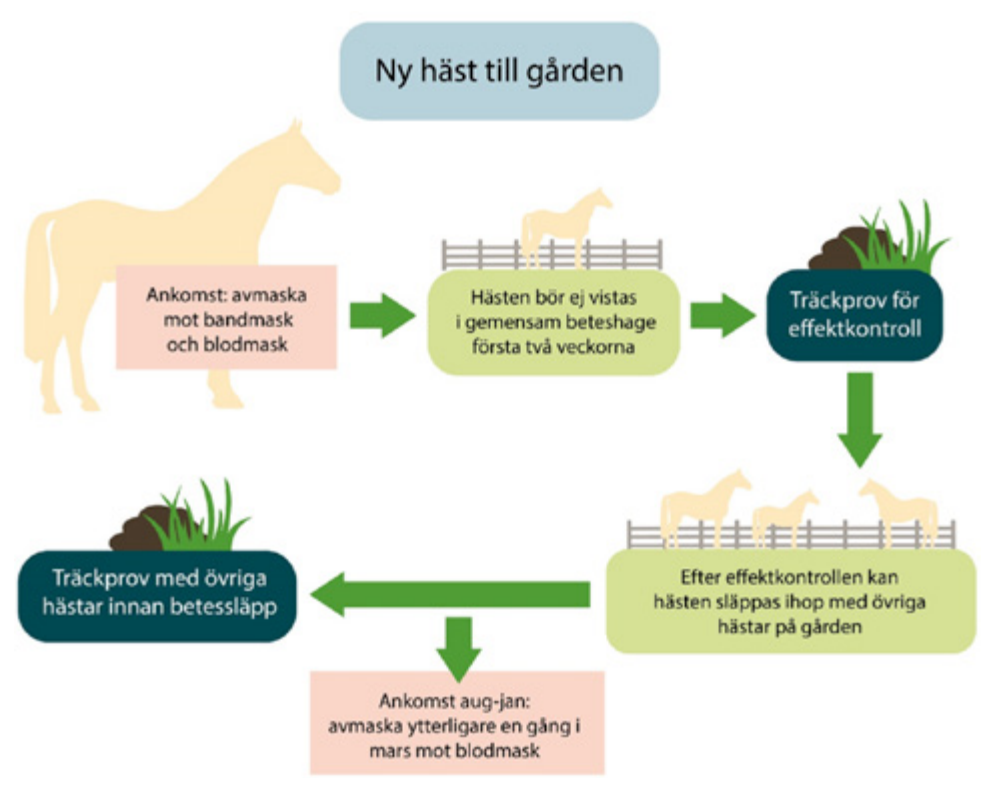 Ny häst till gården
Ankomst: avmaska
mot bandmask
och blodmask
Hästen bör ej vistas
i gemensam beteshage
första två veckorna
Träckprov för
effektkontroll
Efter effektkontrollen kan
hästen släppas ihop med övriga
hästar på gården
Träckprov med övriga
hästar innan betessläpp
Ankomst aug-jan:
avmaska ytterligare en gång i
mars mot blodmask